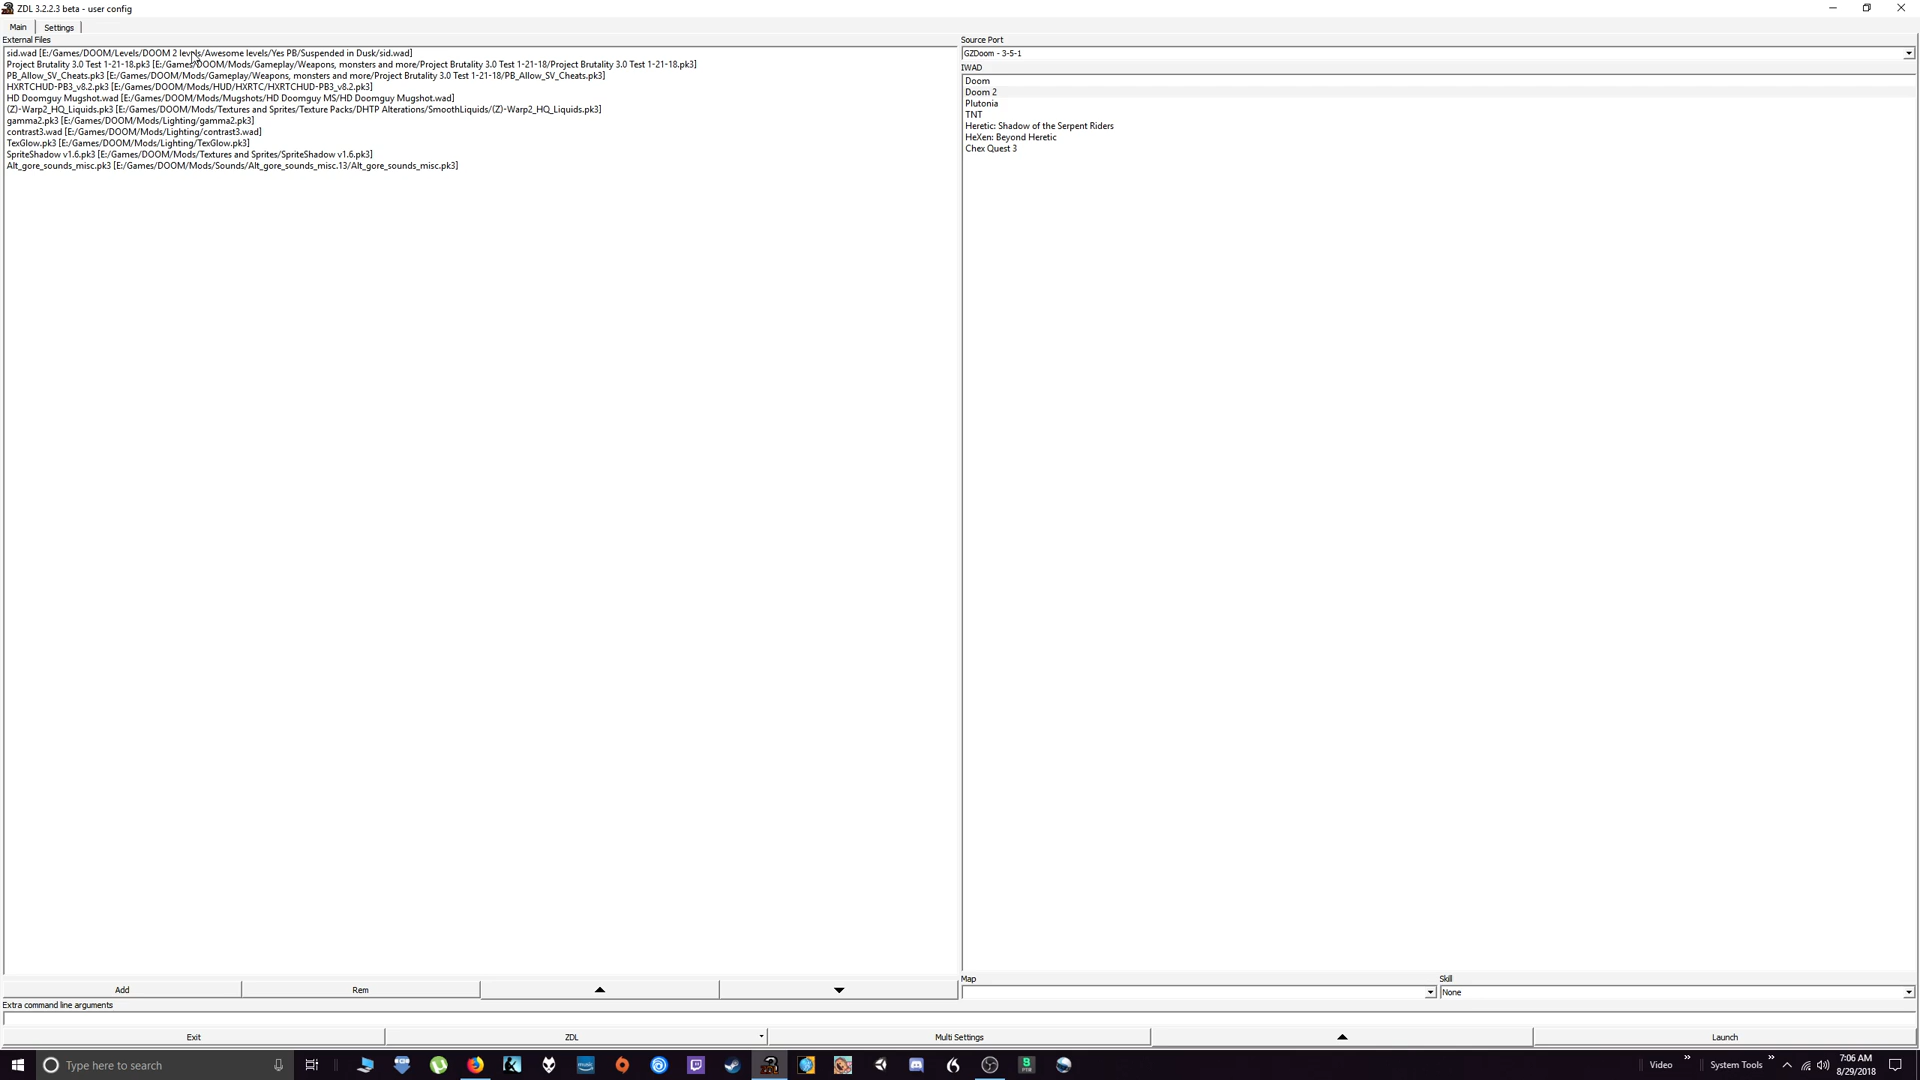 ZDL 3.2.2.3 beta - user config
Main
Settings
External Files
sid.wad [E:/Games/DOOM/Levels/DOOM 2 levels/Awesome levels/Yes PB/Suspended in Dusk/sid.wad]
Project Brutality 3.0 Test 1-21-18.pk3 [E:/Games/DOOM/Mods/Gameplay/Weapons, monsters and more/Project Brutality 3.0 Test 1-21-18/Project Brutality 3.0 Test 1-21-18.pk3]
PB_Allow_SV_Cheats.pk3 [E:/Games/DOOM/Mods/Gameplay/Weapons, monsters and more/Project Brutality 3.0 Test 1-21-18/PB_Allow_SV_Cheats.pk3]
HXRTCHUD-PB3_v8.2.pk3 [E:/Games/DOOM/Mods/HUD/HXRTC/HXRTCHUD-PB3_v8.2.pk3]
HD Doomguy Mugshot.wad [E:/Games/DOOM/Mods/Mugshots/HD Doomguy MS/HD Doomguy Mugshot.wad]
(Z)-Warp2_HQ_Liquids.pk3 [E:/Games/DOOM/Mods/Textures and Sprites/Texture Packs/DHTP Alterations/SmoothLiquids/(Z)-Warp2_HQ_Liquids.pk3]
gamma2.pk3 [E:/Games/DOOM/Mods/Lighting/gamma2.pk3]
contrast3.wad [E:/Games/DOOM/Mods/Lighting/contrast3.wad]
TexGlow.pk3 [E:/Games/DOOM/Mods/Lighting/TexGlow.pk3]
SpriteShadow v1.6.pk3 [E:/Games/DOOM/Mods/Textures and Sprites/SpriteShadow v1.6.pk3]
Alt_gore_sounds_misc.pk3 [E:/Games/DOOM/Mods/Sounds/Alt_gore_sounds_misc.13/Alt_gore_sounds_misc.pk3]
Source Port
GZDoom - 3-5-1
IWAD
Doom
Doom 2
Plutonia
TNT
Heretic: Shadow of the Serpent Riders
HeXen: Beyond Heretic
Chex Quest 3
Map
Skill
None
Add
Rem
Extra command line arguments
Exit
ZDL
Multi Settings
Launch
Type here to search
Video
System Tools
7:06 AM
8/29/2018